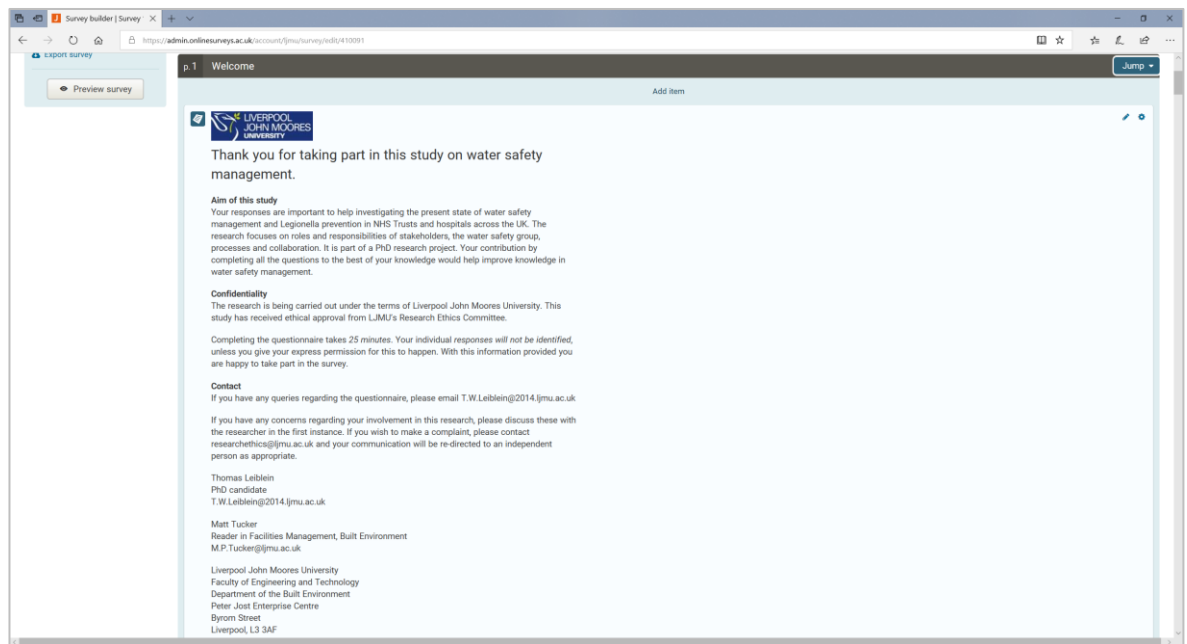 Survey builder | Survey
https://admin.onlinesurveys.ac.uk/account/ljmu/survey/edit/410091
Export survey
Preview survey
p.1 Welcome
Jump
Add item
LIVERPOOL
JOHN MOORES
UNIVERSITY
Thank you for taking part in this study on water safety
management.
Aim of this study
Your responses are important to help investigating the present state of water safety
management and Legionella prevention in NHS Trusts and hospitals across the UK. The
research focuses on roles and responsibilities of stakeholders, the water safety group,
processes and collaboration. It is part of a PhD research project. Your contribution by
completing all the questions to the best of your knowledge would help improve knowledge in
water safety management.
Confidentiality
The research is being carried out under the terms of Liverpool John Moores University. This
study has received ethical approval from LJMU's Research Ethics Committee.
Completing the questionnaire takes 25 minutes. Your individual responses will not be identified,
unless you give your express permission for this to happen. With this information provided you
are happy to take part in the survey.
Contact
If you have any queries regarding the questionnaire, please email T.W.Leiblein@2014.ljmu.ac.uk
If you have any concerns regarding your involvement in this research, please discuss these with
the researcher in the first instance. If you wish to make a complaint, please contact
researchethics@ljmu.ac.uk and your communication will be re-directed to an independent
person as appropriate.
Thomas Leiblein
PhD candidate
T.W.Leiblein@2014.ljmu.ac.uk
Matt Tucker
Reader in Facilities Management, Built Environment
M.P.Tucker@ljmu.ac.uk
Liverpool John Moores University
Faculty of Engineering and Technology
Department of the Built Environment
Peter Jost Enterprise Centre
Byrom Street
Liverpool, L3 3AF